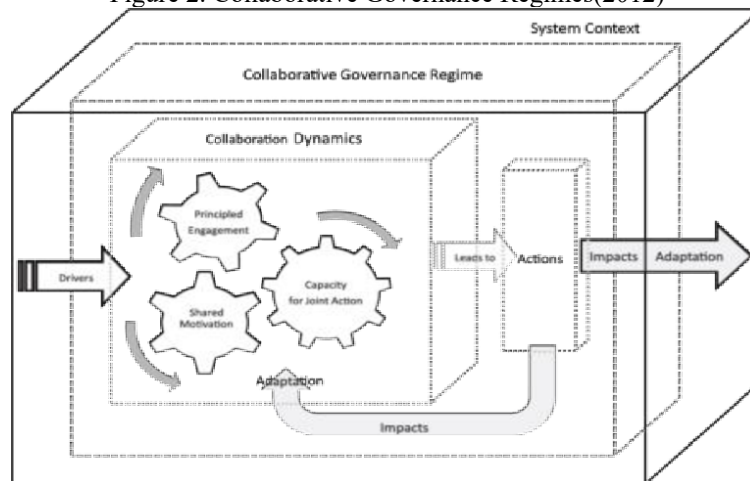 Figure 2. Collaborative Governance Regimes(2012)
System Context
Collaborative Governance Regime
Collaboration Dynamics
Principled
Engagement
Drivers
Capacity
for Joint Action
Shared
Motivation
Leads to
Actions
Impacts
Adaptation
Adaptation
Impacts